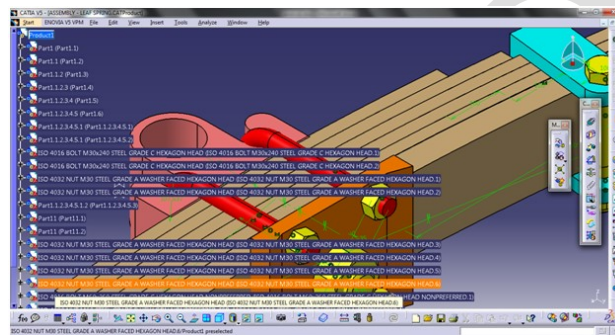 CATIA V5 - [ASSEMBLY - LEAF SPRING.CATProduct]
Start ENOVIA V5 VPM File Edit View Insert Tools Analyze Window Help
Product1
Part1 (Part1.1)
Part1.1 (Part1.2)
Part1.1.2 (Part1.3)
Part1.1.2.3 (Part1.4)
Part1.1.2.3.4 (Part1.5)
Part1.1.2.3.4.5 (Part1.6)
Part1.1.2.3.4.5.1 (Part1.1.2.3.4.5.1)
Part1.1.2.3.4.5.1 (Part1.1.2.3.4.5.2)
ISO 4016 BOLT M30x240 STEEL GRADE C HEXAGON HEAD (ISO 4016 BOLT M30x240 STEEL GRADE C HEXAGON HEAD.1)
ISO 4016 BOLT M30x240 STEEL GRADE C HEXAGON HEAD (ISO 4016 BOLT M30x240 STEEL GRADE C HEXAGON HEAD.2)
ISO 4032 NUT M30 STEEL GRADE A WASHER FACED HEXAGON HEAD (ISO 4032 NUT M30 STEEL GRADE A WASHER FACED HEXAGON HEAD.1)
ISO 4032 NUT M30 STEEL GRADE A WASHER FACED HEXAGON HEAD (ISO 4032 NUT M30 STEEL GRADE A WASHER FACED HEXAGON HEAD.2)
Part1.1.2.3.4.5.1.2 (Part1.1.2.3.4.5.3)
Part11 (Part11.1)
Part11 (Part11.2)
ISO 4032 NUT M30 STEEL GRADE A WASHER FACED HEXAGON HEAD (ISO 4032 NUT M30 STEEL GRADE A WASHER FACED HEXAGON HEAD.3)
ISO 4032 NUT M30 STEEL GRADE A WASHER FACED HEXAGON HEAD (ISO 4032 NUT M30 STEEL GRADE A WASHER FACED HEXAGON HEAD.4)
ISO 4032 NUT M30 STEEL GRADE A WASHER FACED HEXAGON HEAD (ISO 4032 NUT M30 STEEL GRADE A WASHER FACED HEXAGON HEAD.5)
ISO 4032 NUT M30 STEEL GRADE A WASHER FACED HEXAGON HEAD (ISO 4032 NUT M30 STEEL GRADE A WASHER FACED HEXAGON HEAD.6)
HEAD NONPREFERRED.1)
ISO 4032 NUT M30 STEEL GRADE A WASHER FACED HEXAGON HEAD (ISO 4032 NUT M30 STEEL GRADE A WASHER FACED HEXAGON HEAD.6)
ISO 4032 NUT M30 STEEL GRADE A WASHER FACED HEXAGON HEAD.6/Product1 preselected